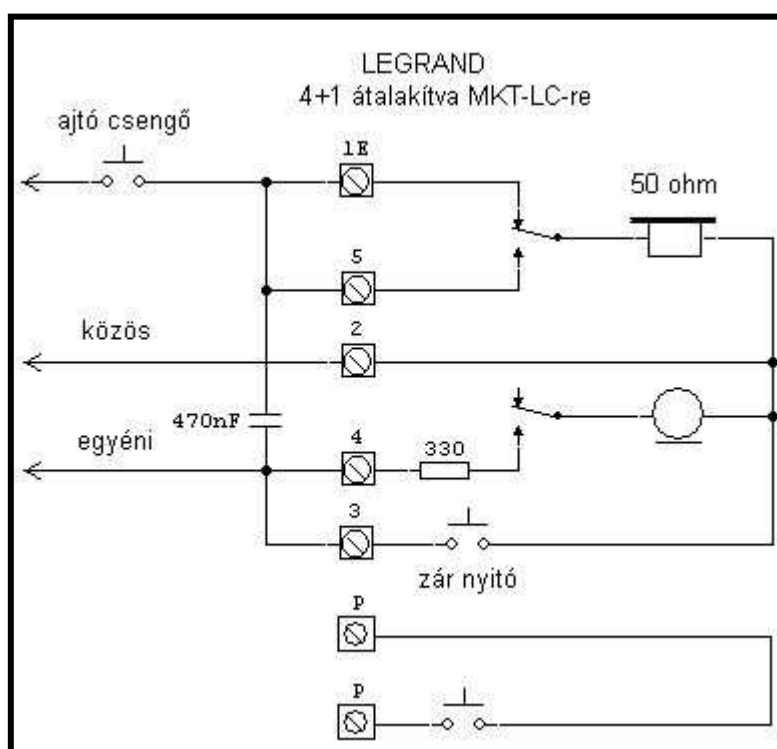 LEGRAND
4+1 átalakítva MKT-LC-re
ajtó csengő
1E
50 ohm
5
közös
2
470nF
egyéni
4
330
3
zár nyitó
P
P